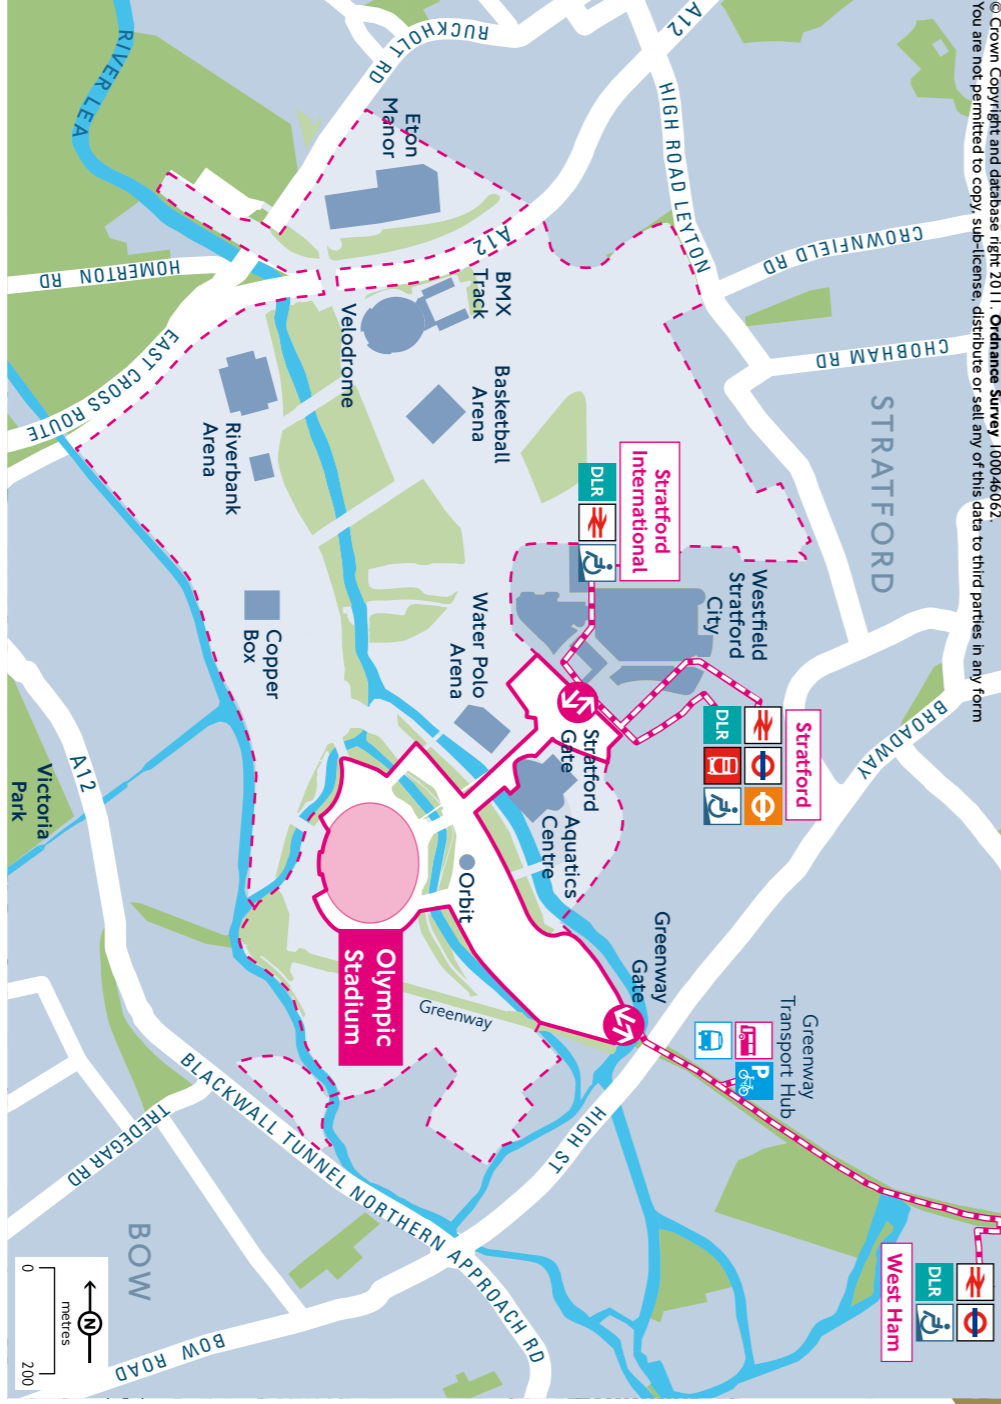 © Crown Copyright and database right 2011. Ordnance Survey 100046062.
You are not permitted to copy, sub-license, distribute or sell any of this data to third parties in any form
RIVER LEA
RUCKHOLT RD
A12
HIGH ROAD LEYTON
CROWNFIELD RD
CHOBHAM RD
STRATFORD
Eton
Manor
A12
HOMERTON RD
EAST CROSS ROUTE
BMX
Track
Velodrome
Basketball
Arena
Riverbank
Arena
Stratford
International
DLR
Westfield
Stratford
City
Copper
Box
Water Polo
Arena
Stratford
Gate
Stratford
DLR
BROADWAY
Aquatics
Centre
Orbit
Olympic
Stadium
A12
Victoria
Park
Greenway
Greenway
Gate
Greenway
Transport Hub
P
HIGH ST
BLACKWALL TUNNEL NORTHERN APPROACH RD
TREDEGAR RD
BOW
BOW ROAD
West Ham
DLR
N
0
metres
200